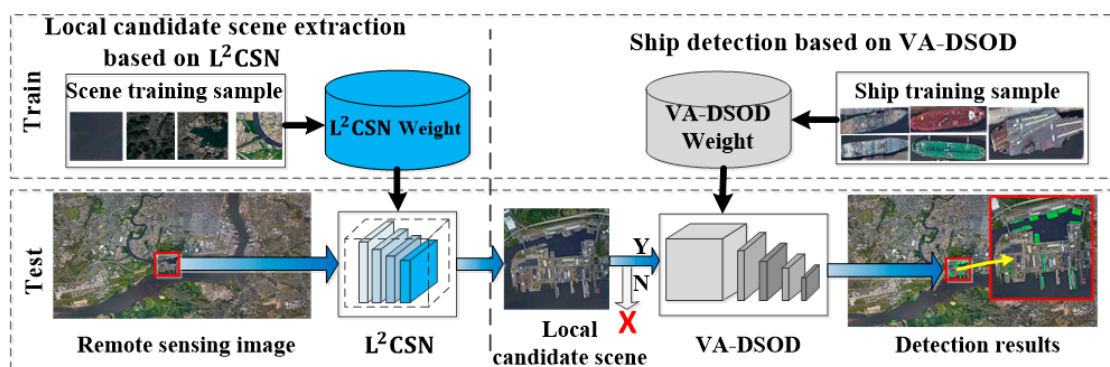 Local candidate scene extraction
based on L²CSN
Ship detection based on VA-DSOD
Train
Scene training sample
L²CSN Weight
VA-DSOD
Weight
Ship training sample
Test
Remote sensing image
L²CSN
Local
candidate scene
Y
N
X
VA-DSOD
Detection results